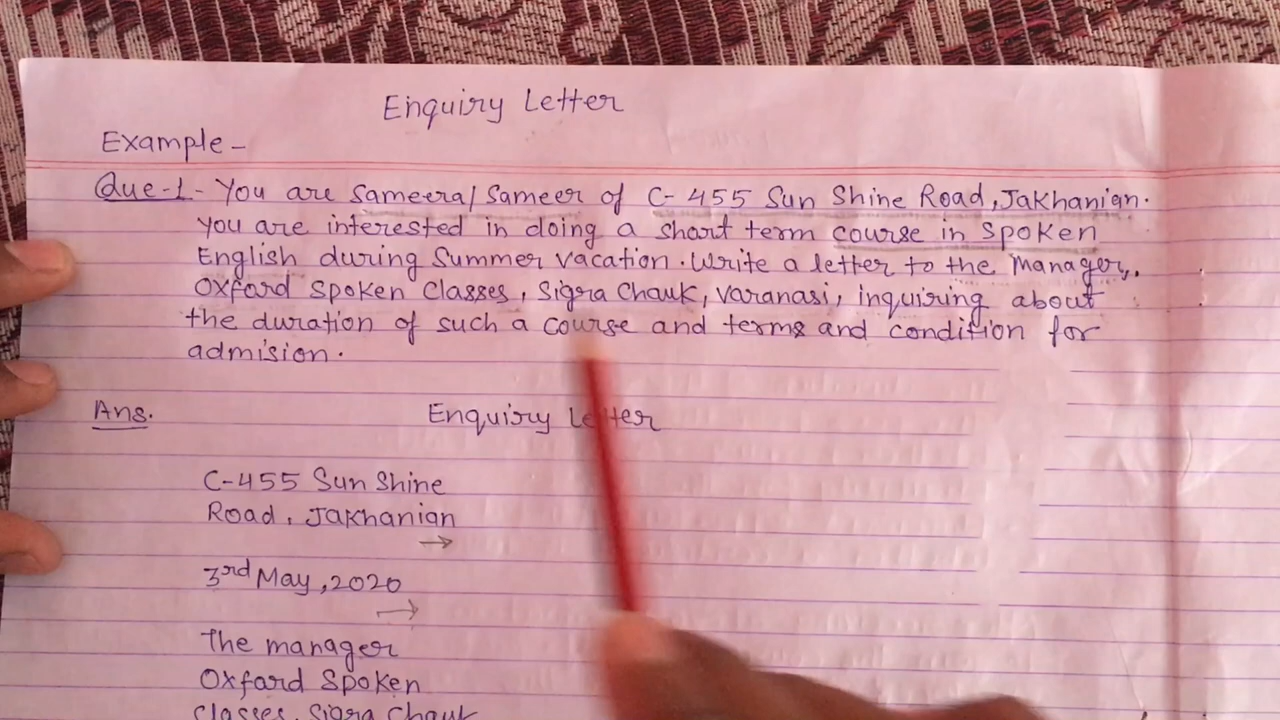 Enquiry Letter
Example -
Que-1- You are Sameera/Sameer of C-455 Sun Shine Road, Jakhanian.
You are interested in doing a short term course in Spoken
English during Summer vacation. Write a letter to the Manager,.
Oxford Spoken Classes, Sigra Chauk, Varanasi, inquiring about
the duration of such a course and terms and condition for
admision.
Ans. Enquiry Letter
C-455 Sun Shine
Road, Jakhanian
→
3rd May, 2020
→
The manager
Oxford Spoken
Classes, Sigra Chauk